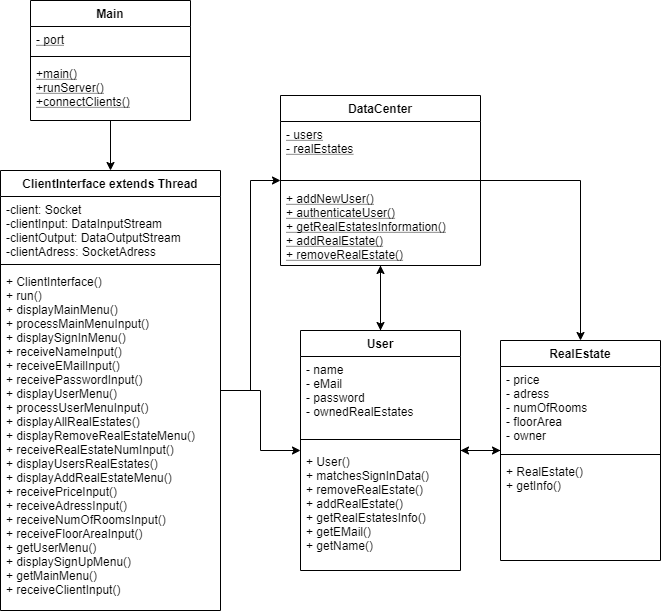 Main
- port
+main()
+runServer()
+connectClients()
ClientInterface extends Thread
-client: Socket
-clientInput: DataInputStream
-clientOutput: DataOutputStream
-clientAdress: SocketAdress
+ ClientInterface()
+ run()
+ displayMainMenu()
+ processMainMenuInput()
+ displaySignInMenu()
+ receiveNameInput()
+ receiveEMailInput()
+ receivePasswordInput()
+ displayUserMenu()
+ processUserMenuInput()
+ displayAllRealEstates()
+ displayRemoveRealEstateMenu()
+ receiveRealEstateNumInput()
+ displayUsersRealEstates()
+ displayAddRealEstateMenu()
+ receivePriceInput()
+ receiveAdressInput()
+ receiveNumOfRoomsInput()
+ receiveFloorAreaInput()
+ getUserMenu()
+ displaySignUpMenu()
+ getMainMenu()
+ receiveClientInput()
DataCenter
- users
- realEstates
+ addNewUser()
+ authenticateUser()
+ getRealEstatesInformation()
+ addRealEstate()
+ removeRealEstate()
User
- name
- eMail
- password
- ownedRealEstates
+ User()
+ matchesSignInData()
+ removeRealEstate()
+ addRealEstate()
+ getRealEstatesInfo()
+ getEMail()
+ getName()
RealEstate
- price
- adress
- numOfRooms
- floorArea
- owner
+ RealEstate()
+ getInfo()